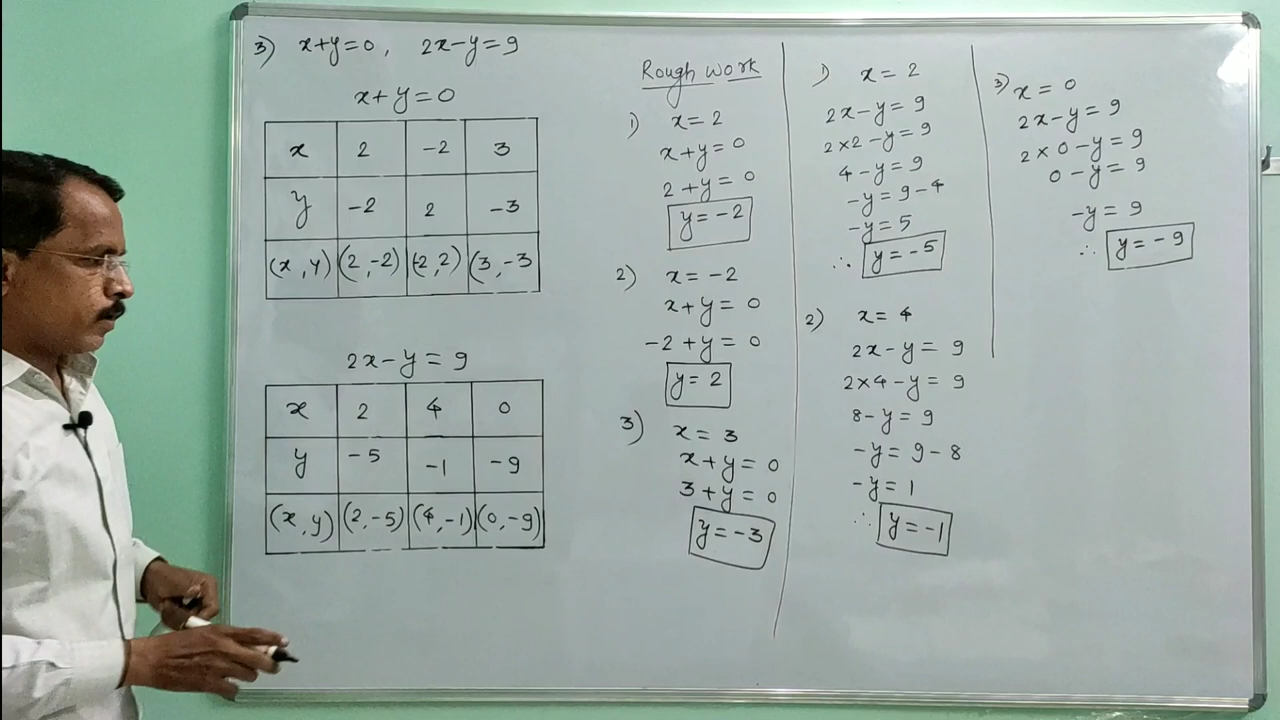 3) x+y=0, 2x-y=9
x+y=0
x 2 -2 3
y -2 2 -3
(x,y) (2,-2) (-2,2) (3,-3
2x-y=9
x 2 4 0
y -5 -1 -9
(x,y) (2,-5) (4,-1) (0,-9)
Rough work
1) x=2
x+y=0
2+y=0
y=-2
2) x=-2
x+y=0
-2+y=0
y=2
3) x=3
x+y=0
3+y=0
y=-3
1) x=2
2x-y=9
2×2-y=9
4-y=9
-y=9-4
-y=5
∴ y=-5
2) x=4
2x-y=9
2×4-y=9
8-y=9
-y=9-8
-y=1
∴ y=-1
3) x=0
2x-y=9
2×0-y=9
0-y=9
-y=9
∴ y=-9